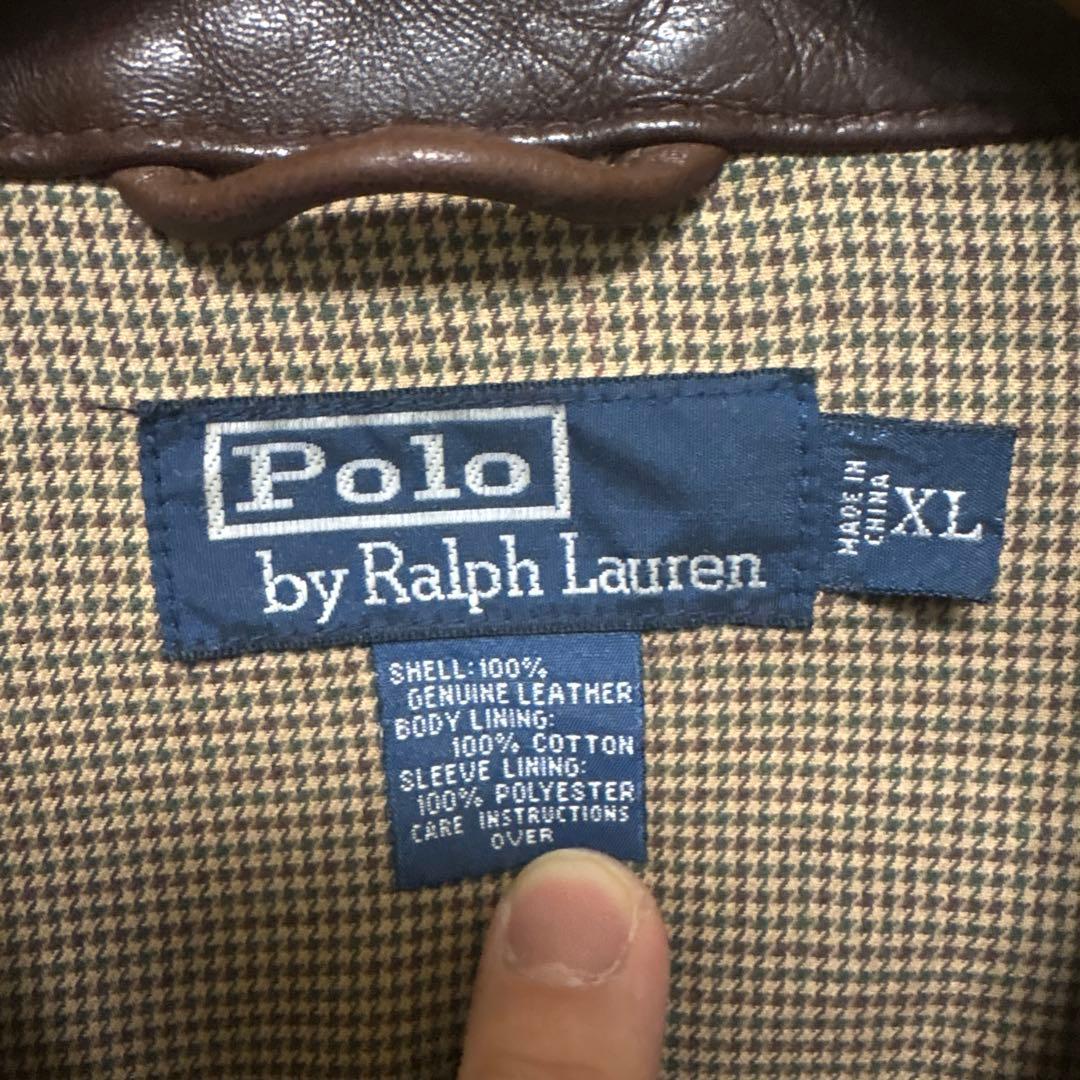 Polo
by Ralph Lauren
MADE IN
CHINA
XL
SHELL: 100%
GENUINE LEATHER
BODY LINING:
100% COTTON
SLEEVE LINING:
100% POLYESTER
CARE INSTRUCTIONS
OVER